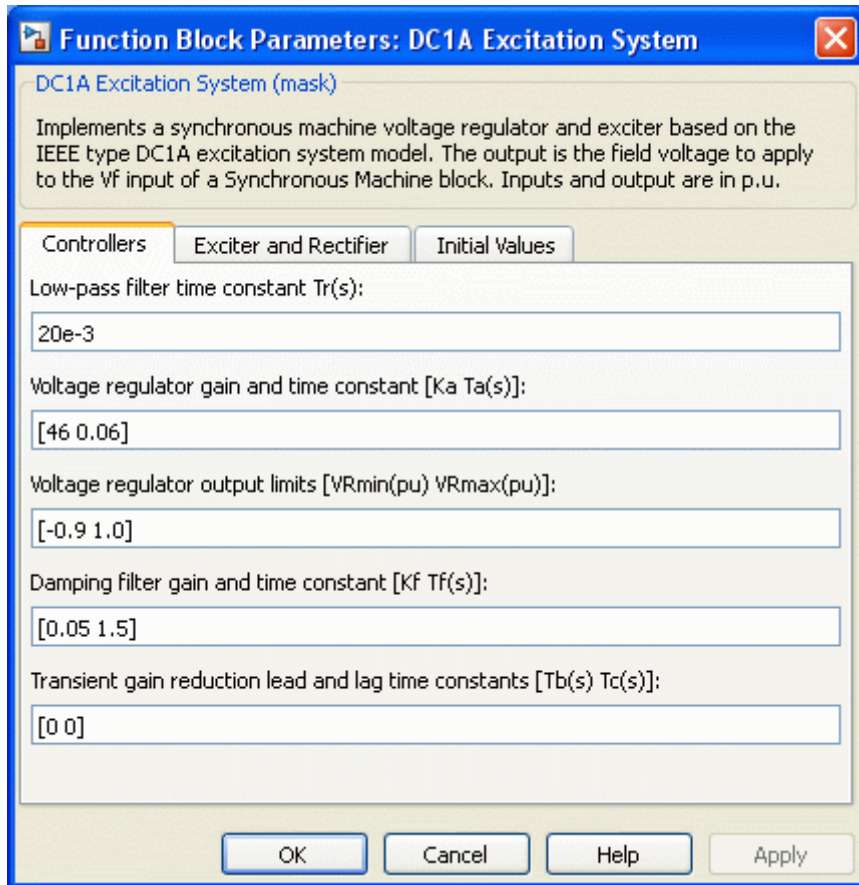 Function Block Parameters: DC1A Excitation System
DC1A Excitation System (mask)
Implements a synchronous machine voltage regulator and exciter based on the
IEEE type DC1A excitation system model. The output is the field voltage to apply
to the Vf input of a Synchronous Machine block. Inputs and output are in p.u.
Controllers Exciter and Rectifier Initial Values
Low-pass filter time constant Tr(s):
20e-3
Voltage regulator gain and time constant [Ka Ta(s)]:
[46 0.06]
Voltage regulator output limits [VRmin(pu) VRmax(pu)]:
[-0.9 1.0]
Damping filter gain and time constant [Kf Tf(s)]:
[0.05 1.5]
Transient gain reduction lead and lag time constants [Tb(s) Tc(s)]:
[0 0]
OK Cancel Help Apply